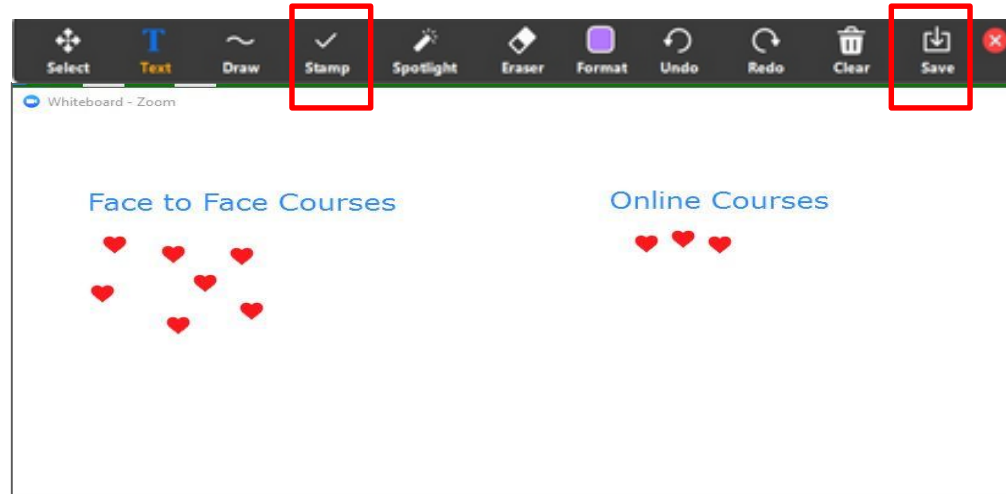 Select Text Draw Stamp Spotlight Eraser Format Undo Redo Clear Save
Whiteboard - Zoom
Face to Face Courses
Online Courses